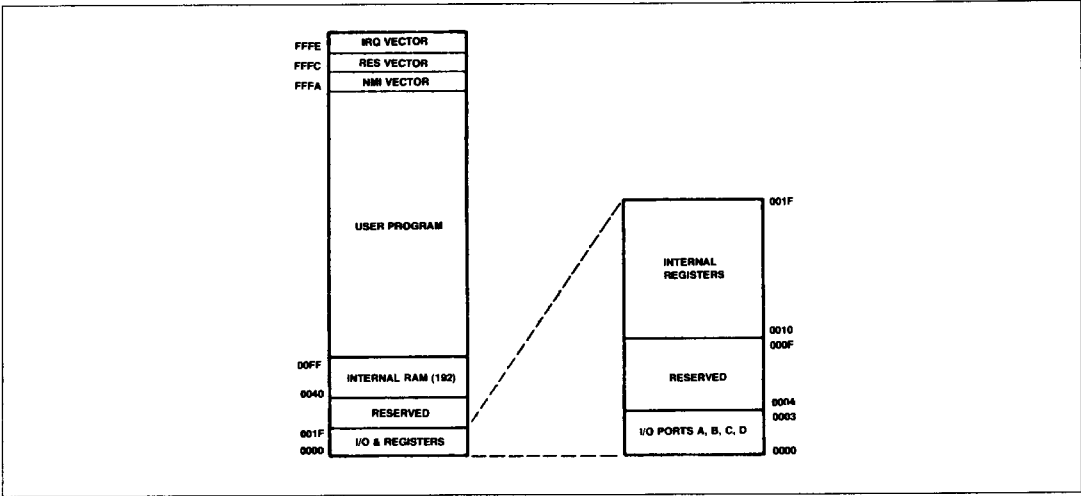 FFFE IRQ VECTOR
FFFC RES VECTOR
FFFA NMI VECTOR
USER PROGRAM
00FF
INTERNAL RAM (192)
0040
RESERVED
001F
I/O & REGISTERS
0000
001F
INTERNAL
REGISTERS
0010
000F
RESERVED
0004
0003
I/O PORTS A, B, C, D
0000